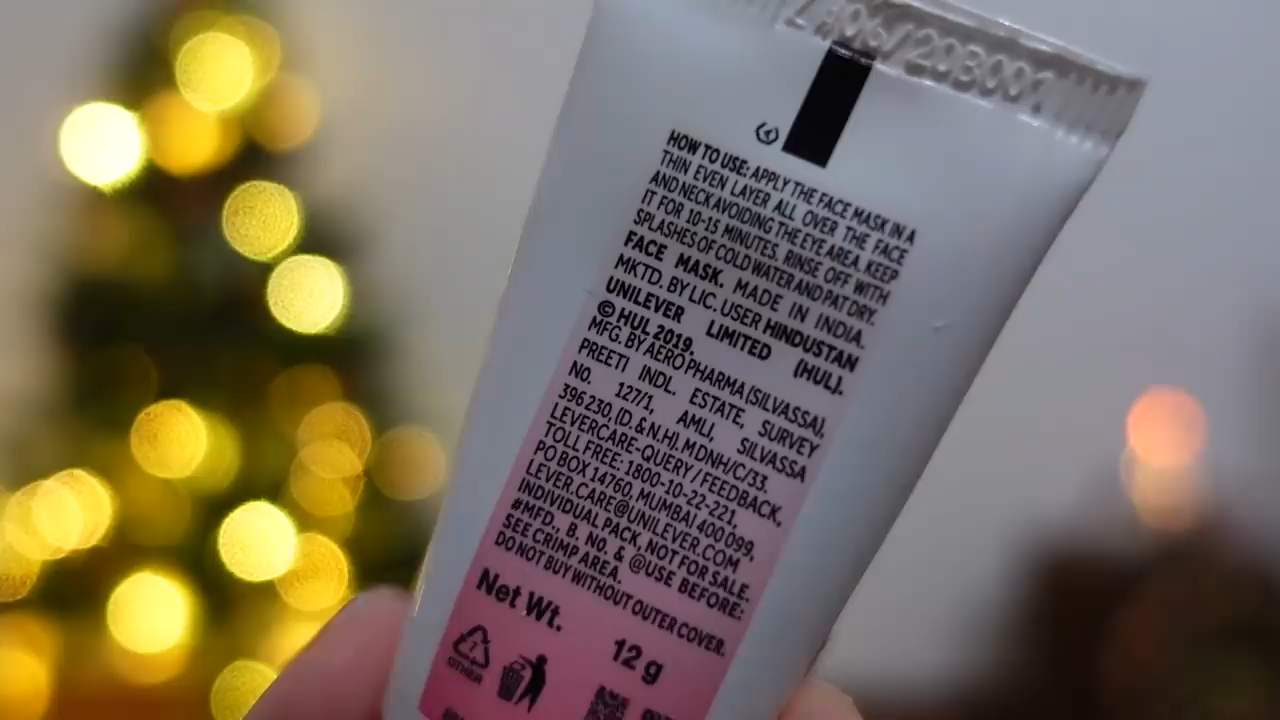 HOW TO USE: APPLY THE FACE MASK IN A
THIN EVEN LAYER ALL OVER THE FACE
AND NECK AVOIDING THE EYE AREA. KEEP
IT FOR 10-15 MINUTES. RINSE OFF WITH
SPLASHES OF COLD WATER AND PAT DRY.
FACE MASK. MADE IN INDIA.
MKTD. BY LIC. USER HINDUSTAN
UNILEVER LIMITED (HUL).
© HUL 2019.
MFG. BY AERO PHARMA (SILVASSA),
PREETI INDL. ESTATE, SURVEY
NO. 127/1, AMLI, SILVASSA
396 230, (D. & N.H). MDNH/C/33.
LEVERCARE-QUERY / FEEDBACK,
TOLL FREE: 1800-10-22-221,
PO BOX 14760, MUMBAI 400 099.
LEVER.CARE@UNILEVER.COM
INDIVIDUAL PACK, NOT FOR SALE.
#MFD., B. NO. & @USE BEFORE:
SEE CRIMP AREA.
DO NOT BUY WITHOUT OUTER COVER.
Net Wt. 12 g
7
OTHER